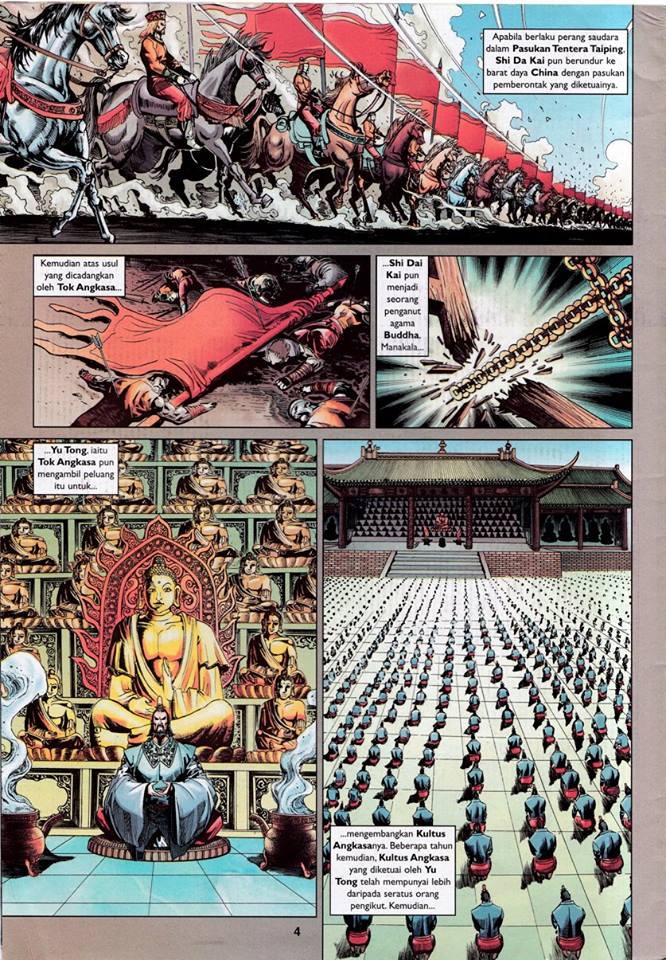 Apabila berlaku perang saudara
dalam Pasukan Tentera Taiping,
Shi Da Kai pun berundur ke
barat daya China dengan pasukan
pemberontak yang diketuainya.
Kemudian atas usul
yang dicadangkan
oleh Tok Angkasa...
...Shi Dai
Kai pun
menjadi
seorang
penganut
agama
Buddha.
Manakala...
...Yu Tong, iaitu
Tok Angkasa pun
mengambil peluang
itu untuk...
...mengembangkan Kultus
Angkasanya. Beberapa tahun
kemudian, Kultus Angkasa
yang diketuai oleh Yu
Tong telah mempunyai lebih
daripada seratus orang
pengikut. Kemudian...
4